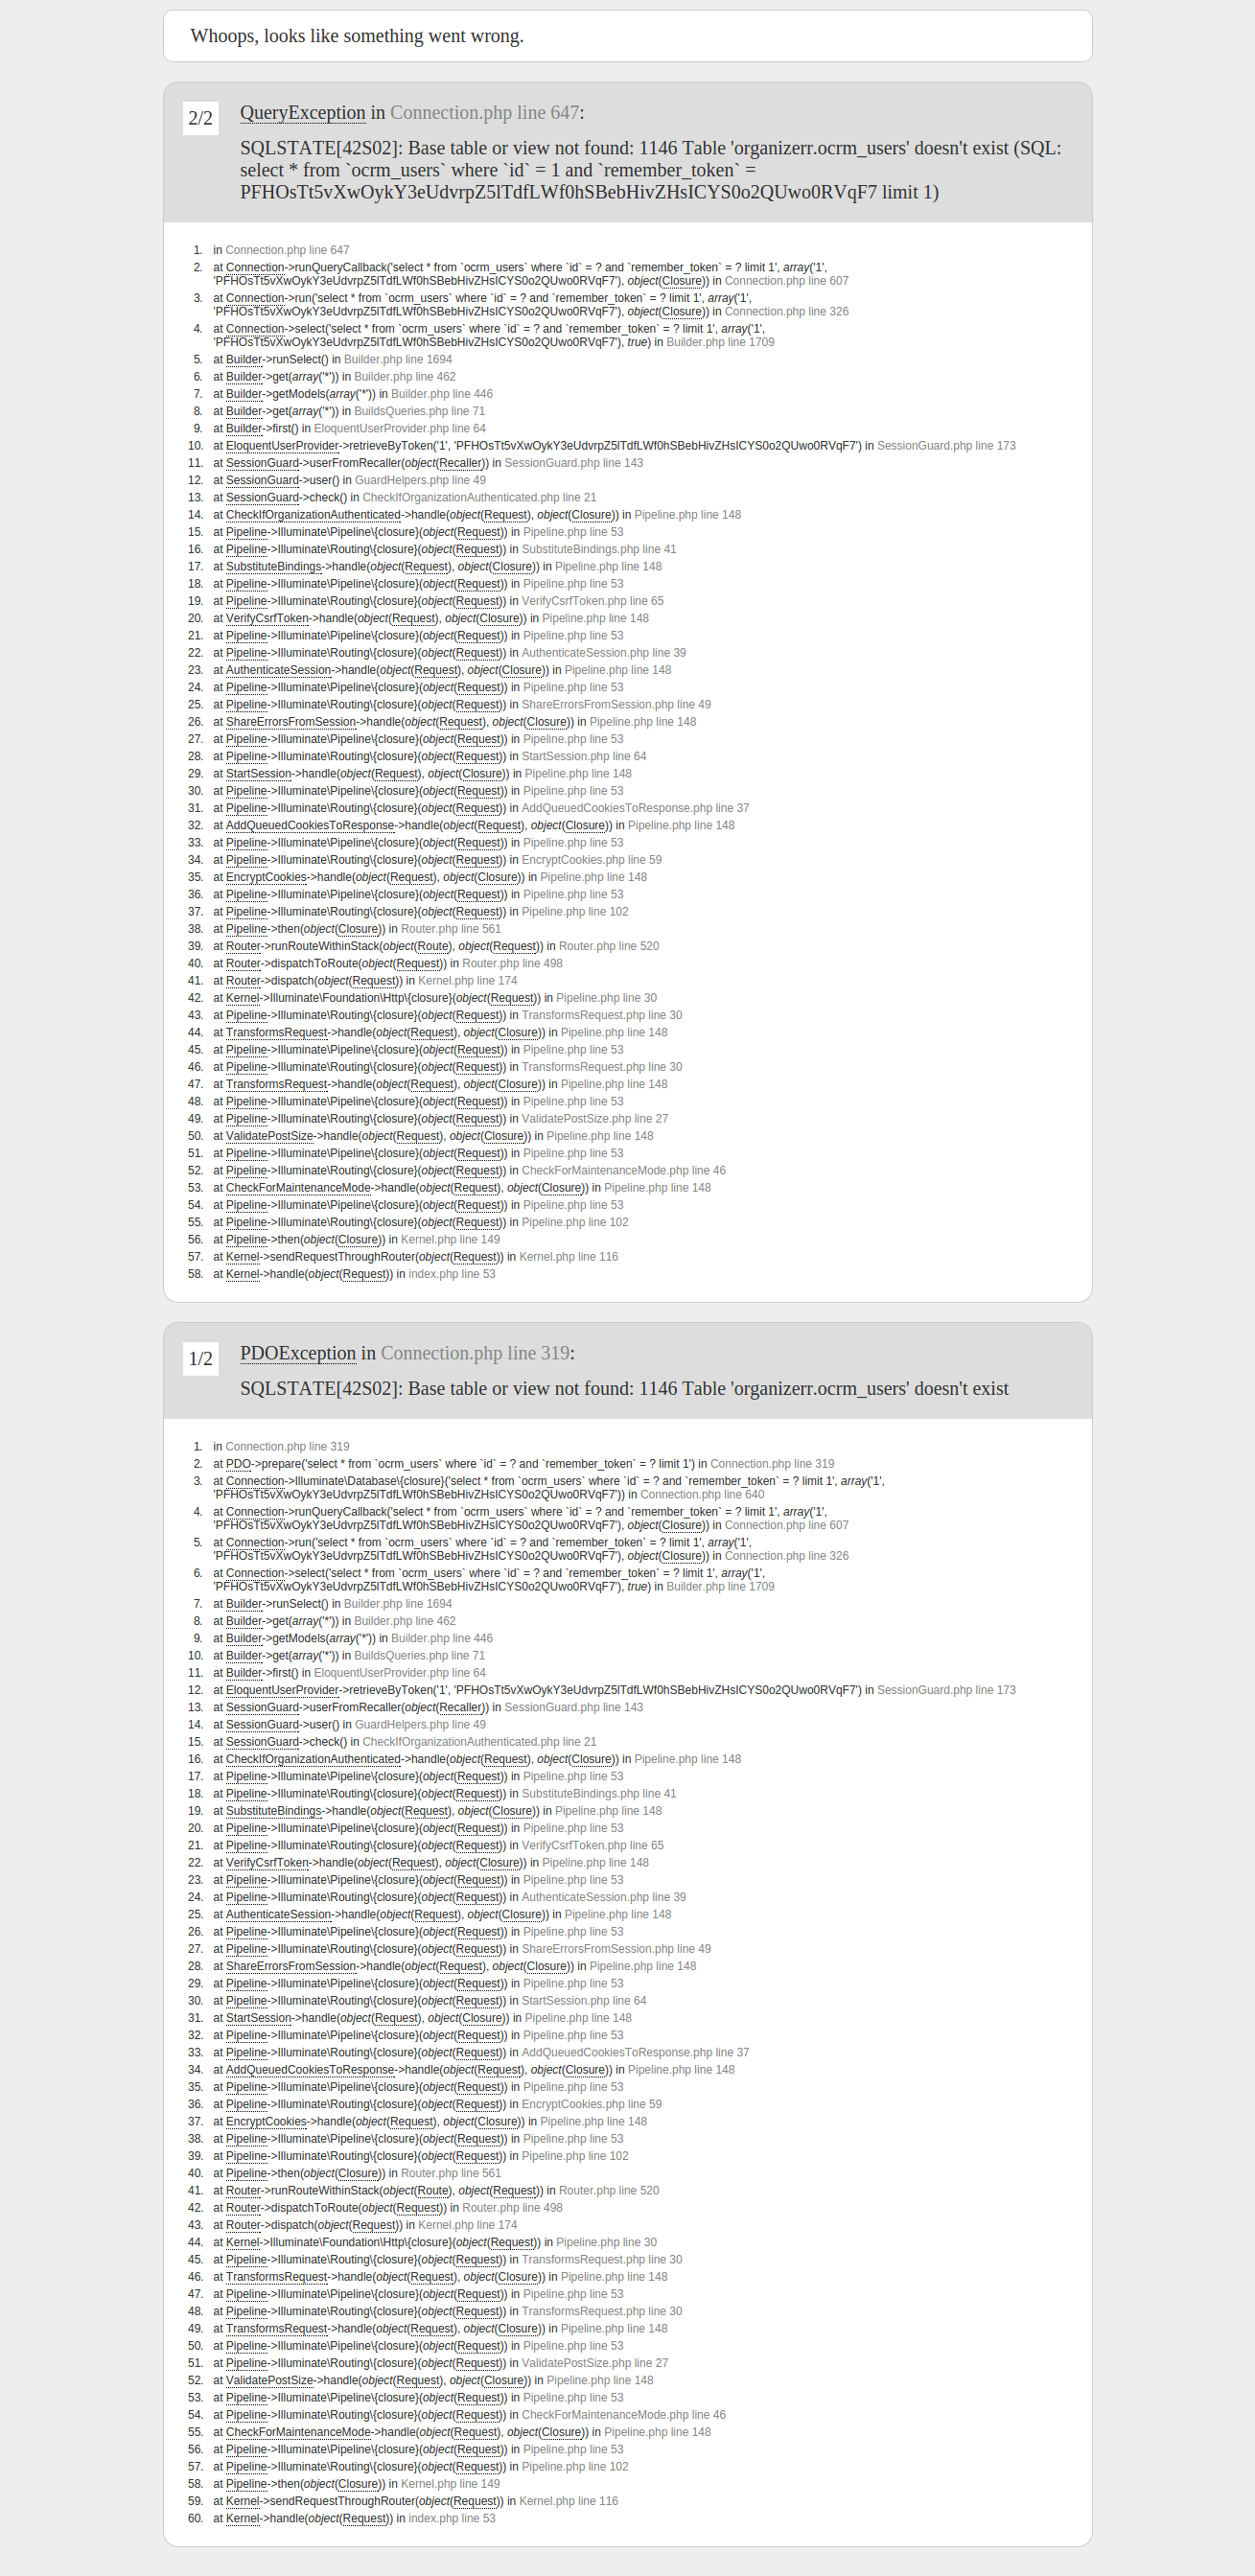 Whoops, looks like something went wrong.
2/2
QueryException in Connection.php line 647:
SQLSTATE[42S02]: Base table or view not found: 1146 Table 'organizerr.ocrm_users' doesn't exist (SQL:
select * from `ocrm_users` where `id` = 1 and `remember_token` =
PFHOsTt5vXwOykY3eUdvrpZ5lTdfLWf0hSBebHivZHsICYS0o2QUwo0RVqF7 limit 1)
1. in Connection.php line 647
2. at Connection->runQueryCallback('select * from `ocrm_users` where `id` = ? and `remember_token` = ? limit 1', array('1',
'PFHOsTt5vXwOykY3eUdvrpZ5lTdfLWf0hSBebHivZHsICYS0o2QUwo0RVqF7'), object(Closure)) in Connection.php line 607
3. at Connection->run('select * from `ocrm_users` where `id` = ? and `remember_token` = ? limit 1', array('1',
'PFHOsTt5vXwOykY3eUdvrpZ5lTdfLWf0hSBebHivZHsICYS0o2QUwo0RVqF7'), object(Closure)) in Connection.php line 326
4. at Connection->select('select * from `ocrm_users` where `id` = ? and `remember_token` = ? limit 1', array('1',
'PFHOsTt5vXwOykY3eUdvrpZ5lTdfLWf0hSBebHivZHsICYS0o2QUwo0RVqF7'), true) in Builder.php line 1709
5. at Builder->runSelect() in Builder.php line 1694
6. at Builder->get(array('*')) in Builder.php line 462
7. at Builder->getModels(array('*')) in Builder.php line 446
8. at Builder->get(array('*')) in BuildsQueries.php line 71
9. at Builder->first() in EloquentUserProvider.php line 64
10. at EloquentUserProvider->retrieveByToken('1', 'PFHOsTt5vXwOykY3eUdvrpZ5lTdfLWf0hSBebHivZHsICYS0o2QUwo0RVqF7') in SessionGuard.php line 173
11. at SessionGuard->userFromRecaller(object(Recaller)) in SessionGuard.php line 143
12. at SessionGuard->user() in GuardHelpers.php line 49
13. at SessionGuard->check() in CheckIfOrganizationAuthenticated.php line 21
14. at CheckIfOrganizationAuthenticated->handle(object(Request), object(Closure)) in Pipeline.php line 148
15. at Pipeline->Illuminate\Pipeline\{closure}(object(Request)) in Pipeline.php line 53
16. at Pipeline->Illuminate\Routing\{closure}(object(Request)) in SubstituteBindings.php line 41
17. at SubstituteBindings->handle(object(Request), object(Closure)) in Pipeline.php line 148
18. at Pipeline->Illuminate\Pipeline\{closure}(object(Request)) in Pipeline.php line 53
19. at Pipeline->Illuminate\Routing\{closure}(object(Request)) in VerifyCsrfToken.php line 65
20. at VerifyCsrfToken->handle(object(Request), object(Closure)) in Pipeline.php line 148
21. at Pipeline->Illuminate\Pipeline\{closure}(object(Request)) in Pipeline.php line 53
22. at Pipeline->Illuminate\Routing\{closure}(object(Request)) in AuthenticateSession.php line 39
23. at AuthenticateSession->handle(object(Request), object(Closure)) in Pipeline.php line 148
24. at Pipeline->Illuminate\Pipeline\{closure}(object(Request)) in Pipeline.php line 53
25. at Pipeline->Illuminate\Routing\{closure}(object(Request)) in ShareErrorsFromSession.php line 49
26. at ShareErrorsFromSession->handle(object(Request), object(Closure)) in Pipeline.php line 148
27. at Pipeline->Illuminate\Pipeline\{closure}(object(Request)) in Pipeline.php line 53
28. at Pipeline->Illuminate\Routing\{closure}(object(Request)) in StartSession.php line 64
29. at StartSession->handle(object(Request), object(Closure)) in Pipeline.php line 148
30. at Pipeline->Illuminate\Pipeline\{closure}(object(Request)) in Pipeline.php line 53
31. at Pipeline->Illuminate\Routing\{closure}(object(Request)) in AddQueuedCookiesToResponse.php line 37
32. at AddQueuedCookiesToResponse->handle(object(Request), object(Closure)) in Pipeline.php line 148
33. at Pipeline->Illuminate\Pipeline\{closure}(object(Request)) in Pipeline.php line 53
34. at Pipeline->Illuminate\Routing\{closure}(object(Request)) in EncryptCookies.php line 59
35. at EncryptCookies->handle(object(Request), object(Closure)) in Pipeline.php line 148
36. at Pipeline->Illuminate\Pipeline\{closure}(object(Request)) in Pipeline.php line 53
37. at Pipeline->Illuminate\Routing\{closure}(object(Request)) in Pipeline.php line 102
38. at Pipeline->then(object(Closure)) in Router.php line 561
39. at Router->runRouteWithinStack(object(Route), object(Request)) in Router.php line 520
40. at Router->dispatchToRoute(object(Request)) in Router.php line 498
41. at Router->dispatch(object(Request)) in Kernel.php line 174
42. at Kernel->Illuminate\Foundation\Http\{closure}(object(Request)) in Pipeline.php line 30
43. at Pipeline->Illuminate\Routing\{closure}(object(Request)) in TransformsRequest.php line 30
44. at TransformsRequest->handle(object(Request), object(Closure)) in Pipeline.php line 148
45. at Pipeline->Illuminate\Pipeline\{closure}(object(Request)) in Pipeline.php line 53
46. at Pipeline->Illuminate\Routing\{closure}(object(Request)) in TransformsRequest.php line 30
47. at TransformsRequest->handle(object(Request), object(Closure)) in Pipeline.php line 148
48. at Pipeline->Illuminate\Pipeline\{closure}(object(Request)) in Pipeline.php line 53
49. at Pipeline->Illuminate\Routing\{closure}(object(Request)) in ValidatePostSize.php line 27
50. at ValidatePostSize->handle(object(Request), object(Closure)) in Pipeline.php line 148
51. at Pipeline->Illuminate\Pipeline\{closure}(object(Request)) in Pipeline.php line 53
52. at Pipeline->Illuminate\Routing\{closure}(object(Request)) in CheckForMaintenanceMode.php line 46
53. at CheckForMaintenanceMode->handle(object(Request), object(Closure)) in Pipeline.php line 148
54. at Pipeline->Illuminate\Pipeline\{closure}(object(Request)) in Pipeline.php line 53
55. at Pipeline->Illuminate\Routing\{closure}(object(Request)) in Pipeline.php line 102
56. at Pipeline->then(object(Closure)) in Kernel.php line 149
57. at Kernel->sendRequestThroughRouter(object(Request)) in Kernel.php line 116
58. at Kernel->handle(object(Request)) in index.php line 53
1/2
PDOException in Connection.php line 319:
SQLSTATE[42S02]: Base table or view not found: 1146 Table 'organizerr.ocrm_users' doesn't exist
1. in Connection.php line 319
2. at PDO->prepare('select * from `ocrm_users` where `id` = ? and `remember_token` = ? limit 1') in Connection.php line 319
3. at Connection->Illuminate\Database\{closure}('select * from `ocrm_users` where `id` = ? and `remember_token` = ? limit 1', array('1',
'PFHOsTt5vXwOykY3eUdvrpZ5lTdfLWf0hSBebHivZHsICYS0o2QUwo0RVqF7')) in Connection.php line 640
4. at Connection->runQueryCallback('select * from `ocrm_users` where `id` = ? and `remember_token` = ? limit 1', array('1',
'PFHOsTt5vXwOykY3eUdvrpZ5lTdfLWf0hSBebHivZHsICYS0o2QUwo0RVqF7'), object(Closure)) in Connection.php line 607
5. at Connection->run('select * from `ocrm_users` where `id` = ? and `remember_token` = ? limit 1', array('1',
'PFHOsTt5vXwOykY3eUdvrpZ5lTdfLWf0hSBebHivZHsICYS0o2QUwo0RVqF7'), object(Closure)) in Connection.php line 326
6. at Connection->select('select * from `ocrm_users` where `id` = ? and `remember_token` = ? limit 1', array('1',
'PFHOsTt5vXwOykY3eUdvrpZ5lTdfLWf0hSBebHivZHsICYS0o2QUwo0RVqF7'), true) in Builder.php line 1709
7. at Builder->runSelect() in Builder.php line 1694
8. at Builder->get(array('*')) in Builder.php line 462
9. at Builder->getModels(array('*')) in Builder.php line 446
10. at Builder->get(array('*')) in BuildsQueries.php line 71
11. at Builder->first() in EloquentUserProvider.php line 64
12. at EloquentUserProvider->retrieveByToken('1', 'PFHOsTt5vXwOykY3eUdvrpZ5lTdfLWf0hSBebHivZHsICYS0o2QUwo0RVqF7') in SessionGuard.php line 173
13. at SessionGuard->userFromRecaller(object(Recaller)) in SessionGuard.php line 143
14. at SessionGuard->user() in GuardHelpers.php line 49
15. at SessionGuard->check() in CheckIfOrganizationAuthenticated.php line 21
16. at CheckIfOrganizationAuthenticated->handle(object(Request), object(Closure)) in Pipeline.php line 148
17. at Pipeline->Illuminate\Pipeline\{closure}(object(Request)) in Pipeline.php line 53
18. at Pipeline->Illuminate\Routing\{closure}(object(Request)) in SubstituteBindings.php line 41
19. at SubstituteBindings->handle(object(Request), object(Closure)) in Pipeline.php line 148
20. at Pipeline->Illuminate\Pipeline\{closure}(object(Request)) in Pipeline.php line 53
21. at Pipeline->Illuminate\Routing\{closure}(object(Request)) in VerifyCsrfToken.php line 65
22. at VerifyCsrfToken->handle(object(Request), object(Closure)) in Pipeline.php line 148
23. at Pipeline->Illuminate\Pipeline\{closure}(object(Request)) in Pipeline.php line 53
24. at Pipeline->Illuminate\Routing\{closure}(object(Request)) in AuthenticateSession.php line 39
25. at AuthenticateSession->handle(object(Request), object(Closure)) in Pipeline.php line 148
26. at Pipeline->Illuminate\Pipeline\{closure}(object(Request)) in Pipeline.php line 53
27. at Pipeline->Illuminate\Routing\{closure}(object(Request)) in ShareErrorsFromSession.php line 49
28. at ShareErrorsFromSession->handle(object(Request), object(Closure)) in Pipeline.php line 148
29. at Pipeline->Illuminate\Pipeline\{closure}(object(Request)) in Pipeline.php line 53
30. at Pipeline->Illuminate\Routing\{closure}(object(Request)) in StartSession.php line 64
31. at StartSession->handle(object(Request), object(Closure)) in Pipeline.php line 148
32. at Pipeline->Illuminate\Pipeline\{closure}(object(Request)) in Pipeline.php line 53
33. at Pipeline->Illuminate\Routing\{closure}(object(Request)) in AddQueuedCookiesToResponse.php line 37
34. at AddQueuedCookiesToResponse->handle(object(Request), object(Closure)) in Pipeline.php line 148
35. at Pipeline->Illuminate\Pipeline\{closure}(object(Request)) in Pipeline.php line 53
36. at Pipeline->Illuminate\Routing\{closure}(object(Request)) in EncryptCookies.php line 59
37. at EncryptCookies->handle(object(Request), object(Closure)) in Pipeline.php line 148
38. at Pipeline->Illuminate\Pipeline\{closure}(object(Request)) in Pipeline.php line 53
39. at Pipeline->Illuminate\Routing\{closure}(object(Request)) in Pipeline.php line 102
40. at Pipeline->then(object(Closure)) in Router.php line 561
41. at Router->runRouteWithinStack(object(Route), object(Request)) in Router.php line 520
42. at Router->dispatchToRoute(object(Request)) in Router.php line 498
43. at Router->dispatch(object(Request)) in Kernel.php line 174
44. at Kernel->Illuminate\Foundation\Http\{closure}(object(Request)) in Pipeline.php line 30
45. at Pipeline->Illuminate\Routing\{closure}(object(Request)) in TransformsRequest.php line 30
46. at TransformsRequest->handle(object(Request), object(Closure)) in Pipeline.php line 148
47. at Pipeline->Illuminate\Pipeline\{closure}(object(Request)) in Pipeline.php line 53
48. at Pipeline->Illuminate\Routing\{closure}(object(Request)) in TransformsRequest.php line 30
49. at TransformsRequest->handle(object(Request), object(Closure)) in Pipeline.php line 148
50. at Pipeline->Illuminate\Pipeline\{closure}(object(Request)) in Pipeline.php line 53
51. at Pipeline->Illuminate\Routing\{closure}(object(Request)) in ValidatePostSize.php line 27
52. at ValidatePostSize->handle(object(Request), object(Closure)) in Pipeline.php line 148
53. at Pipeline->Illuminate\Pipeline\{closure}(object(Request)) in Pipeline.php line 53
54. at Pipeline->Illuminate\Routing\{closure}(object(Request)) in CheckForMaintenanceMode.php line 46
55. at CheckForMaintenanceMode->handle(object(Request), object(Closure)) in Pipeline.php line 148
56. at Pipeline->Illuminate\Pipeline\{closure}(object(Request)) in Pipeline.php line 53
57. at Pipeline->Illuminate\Routing\{closure}(object(Request)) in Pipeline.php line 102
58. at Pipeline->then(object(Closure)) in Kernel.php line 149
59. at Kernel->sendRequestThroughRouter(object(Request)) in Kernel.php line 116
60. at Kernel->handle(object(Request)) in index.php line 53